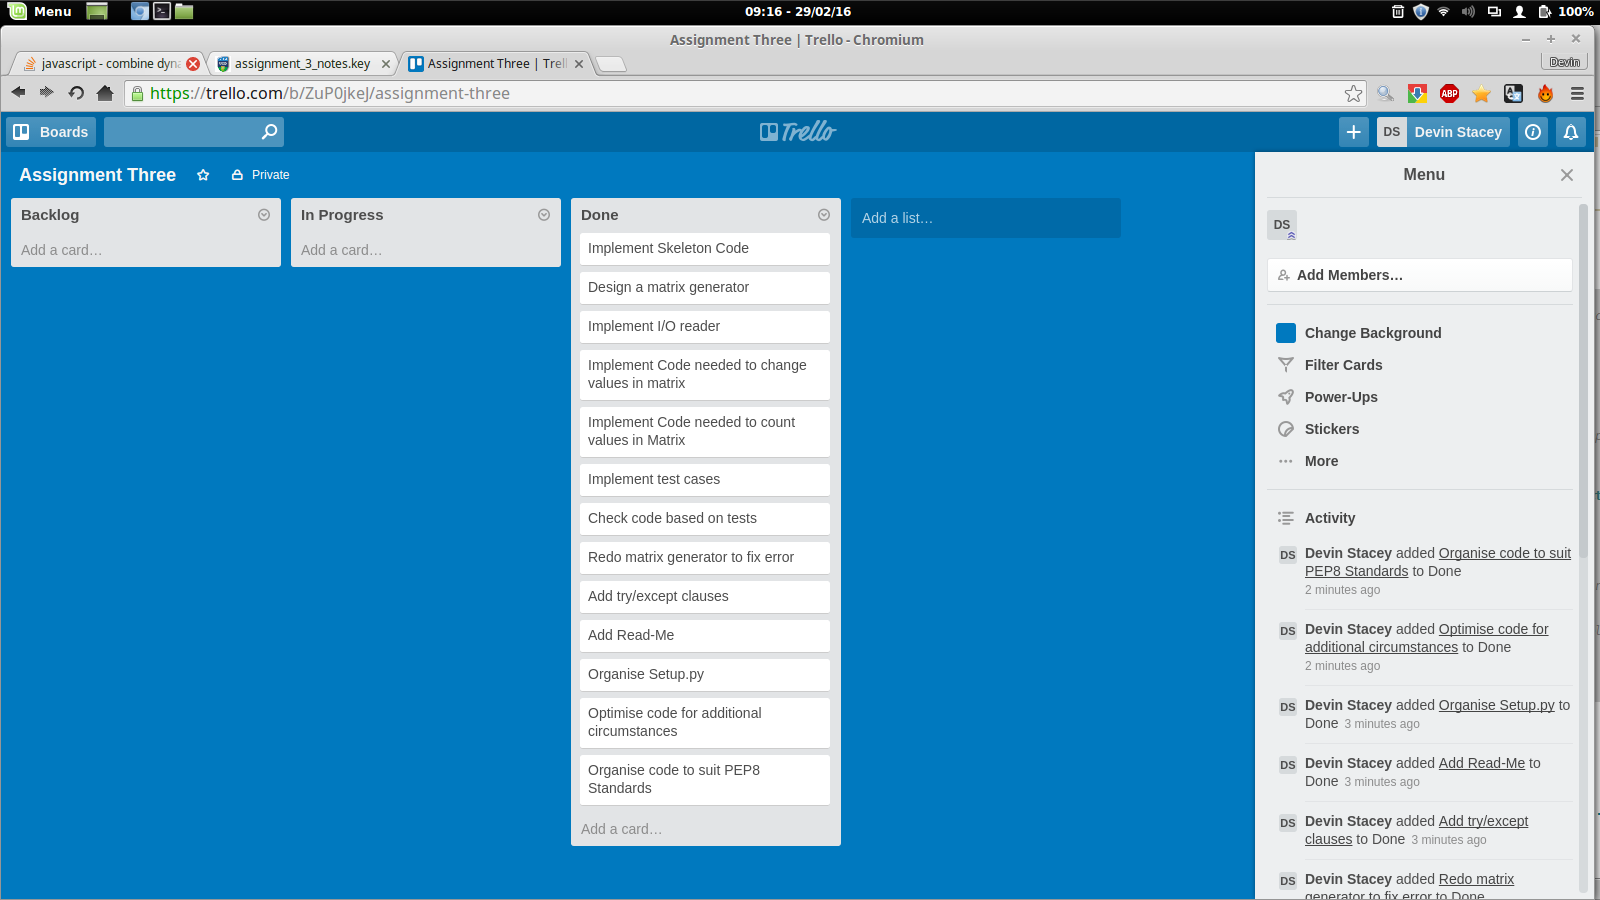 Menu
09:16 - 29/02/16
100%
Assignment Three | Trello - Chromium
javascript - combine dyna
assignment_3_notes.key
Assignment Three | Trell
Devin
https://trello.com/b/ZuP0jkeJ/assignment-three
ABP
Boards
Trello
DS
Devin Stacey
Assignment Three
Private
Backlog
Add a card…
In Progress
Add a card…
Done
Implement Skeleton Code
Design a matrix generator
Implement I/O reader
Implement Code needed to change
values in matrix
Implement Code needed to count
values in Matrix
Implement test cases
Check code based on tests
Redo matrix generator to fix error
Add try/except clauses
Add Read-Me
Organise Setup.py
Optimise code for additional
circumstances
Organise code to suit PEP8
Standards
Add a card…
Add a list…
Menu
DS
Add Members…
Change Background
Filter Cards
Power-Ups
Stickers
More
Activity
DS
Devin Stacey added Organise code to suit
PEP8 Standards to Done
2 minutes ago
DS
Devin Stacey added Optimise code for
additional circumstances to Done
2 minutes ago
DS
Devin Stacey added Organise Setup.py to
Done 3 minutes ago
DS
Devin Stacey added Add Read-Me to
Done 3 minutes ago
DS
Devin Stacey added Add try/except
clauses to Done 3 minutes ago
DS
Devin Stacey added Redo matrix
generator to fix error to Done